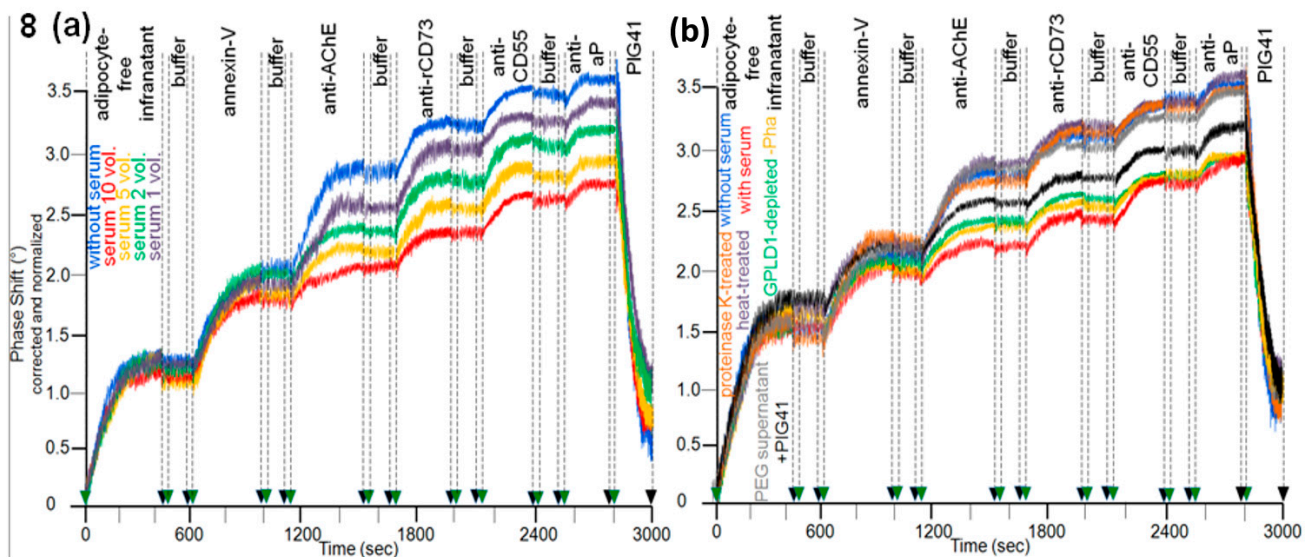 8 (a)
adipocyte-
free
infranatant
buffer
annexin-V
buffer
anti-AChE
buffer
anti-rCD73
buffer
anti-
CD55
buffer
anti-
aP
PIG41
Phase Shift (°)
corrected and normalized
3.5
3.0
2.5
2.0
1.5
1.0
0.5
0
without serum
serum 10 vol.
serum 5 vol.
serum 2 vol.
serum 1 vol.
0
600
1200
1800
2400
3000
Time (sec)
(b)
adipocyte-
free
infranatant
buffer
annexin-V
buffer
anti-AChE
buffer
anti-rCD73
buffer
anti-
CD55
buffer
anti-
aP
PIG41
3.5
3.0
2.5
2.0
1.5
1.0
0.5
0
proteinase K-treated without serum
heat-treated with serum
GPLD1-depleted -Pha
PEG supernatant
+PIG41
0
600
1200
1800
2400
3000
Time (sec)